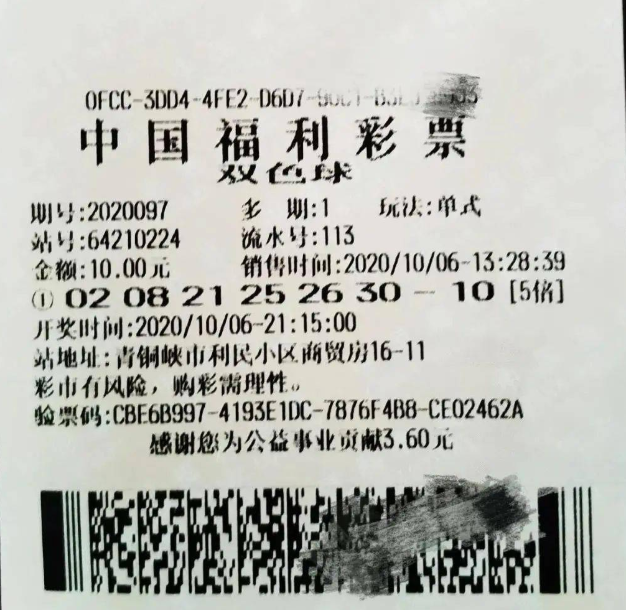 0FCC-3DD4-4FE2-D6D7-
中国福利彩票
双色球
期号:2020097 多 期:1 玩法:单式
站号:64210224 流水号:113
金额:10.00元 销售时间:2020/10/06-13:28:39
① 02 08 21 25 26 30 - 10 [5倍]
开奖时间:2020/10/06-21:15:00
站地址:青铜峡市利民小区商贸房16-11
彩市有风险，购彩需理性。
验票码:CBE6B997-4193E1DC-7876F4B8-CE02462A
感谢您为公益事业贡献3.60元